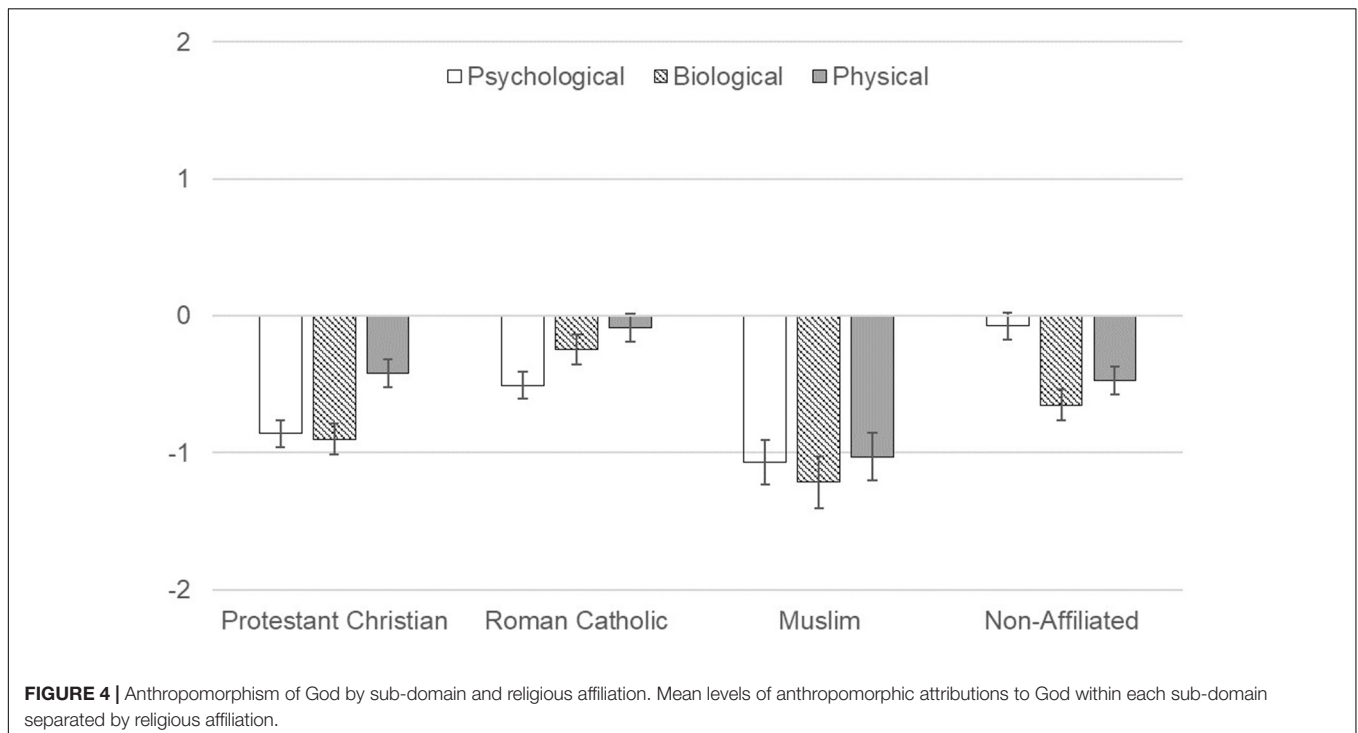 2
Psychological Biological Physical
1
0
-1
-2
Protestant Christian Roman Catholic Muslim Non-Affiliated
FIGURE 4 | Anthropomorphism of God by sub-domain and religious affiliation. Mean levels of anthropomorphic attributions to God within each sub-domain
separated by religious affiliation.